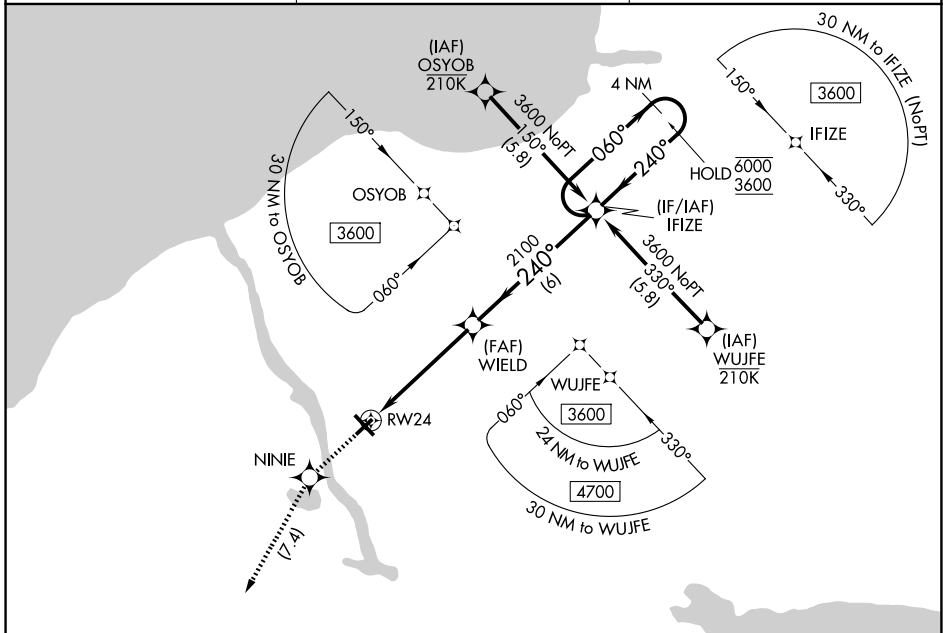 (IAF)
OSYOB
210K
3600 NoPT
150°
(5.8)
4 NM
060°
240°
HOLD 6000
3600
(IF/IAF)
IFIZE
30 NM to IFIZE (NoPT)
150°
3600
IFIZE
330°
150°
30 NM to OSYOB
OSYOB
3600
060°
2100
240°
(6)
3600 NoPT
330°
(5.8)
(IAF)
WUJFE
210K
(FAF)
WIELD
RW24
NINIE
(7.4)
WUJFE
060°
3600
330°
24 NM to WUJFE
4700
30 NM to WUJFE